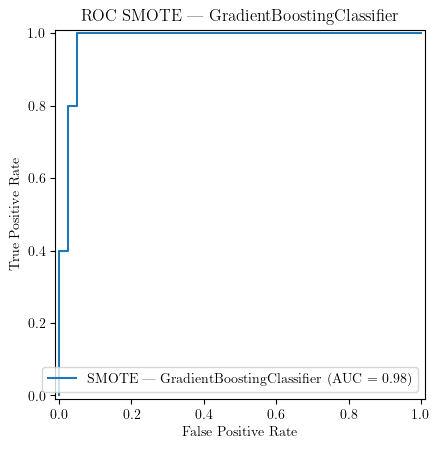 ROC SMOTE — GradientBoostingClassifier
1.0
0.8
0.6
0.4
0.2
0.0
True Positive Rate
SMOTE — GradientBoostingClassifier (AUC = 0.98)
0.0 0.2 0.4 0.6 0.8 1.0
False Positive Rate